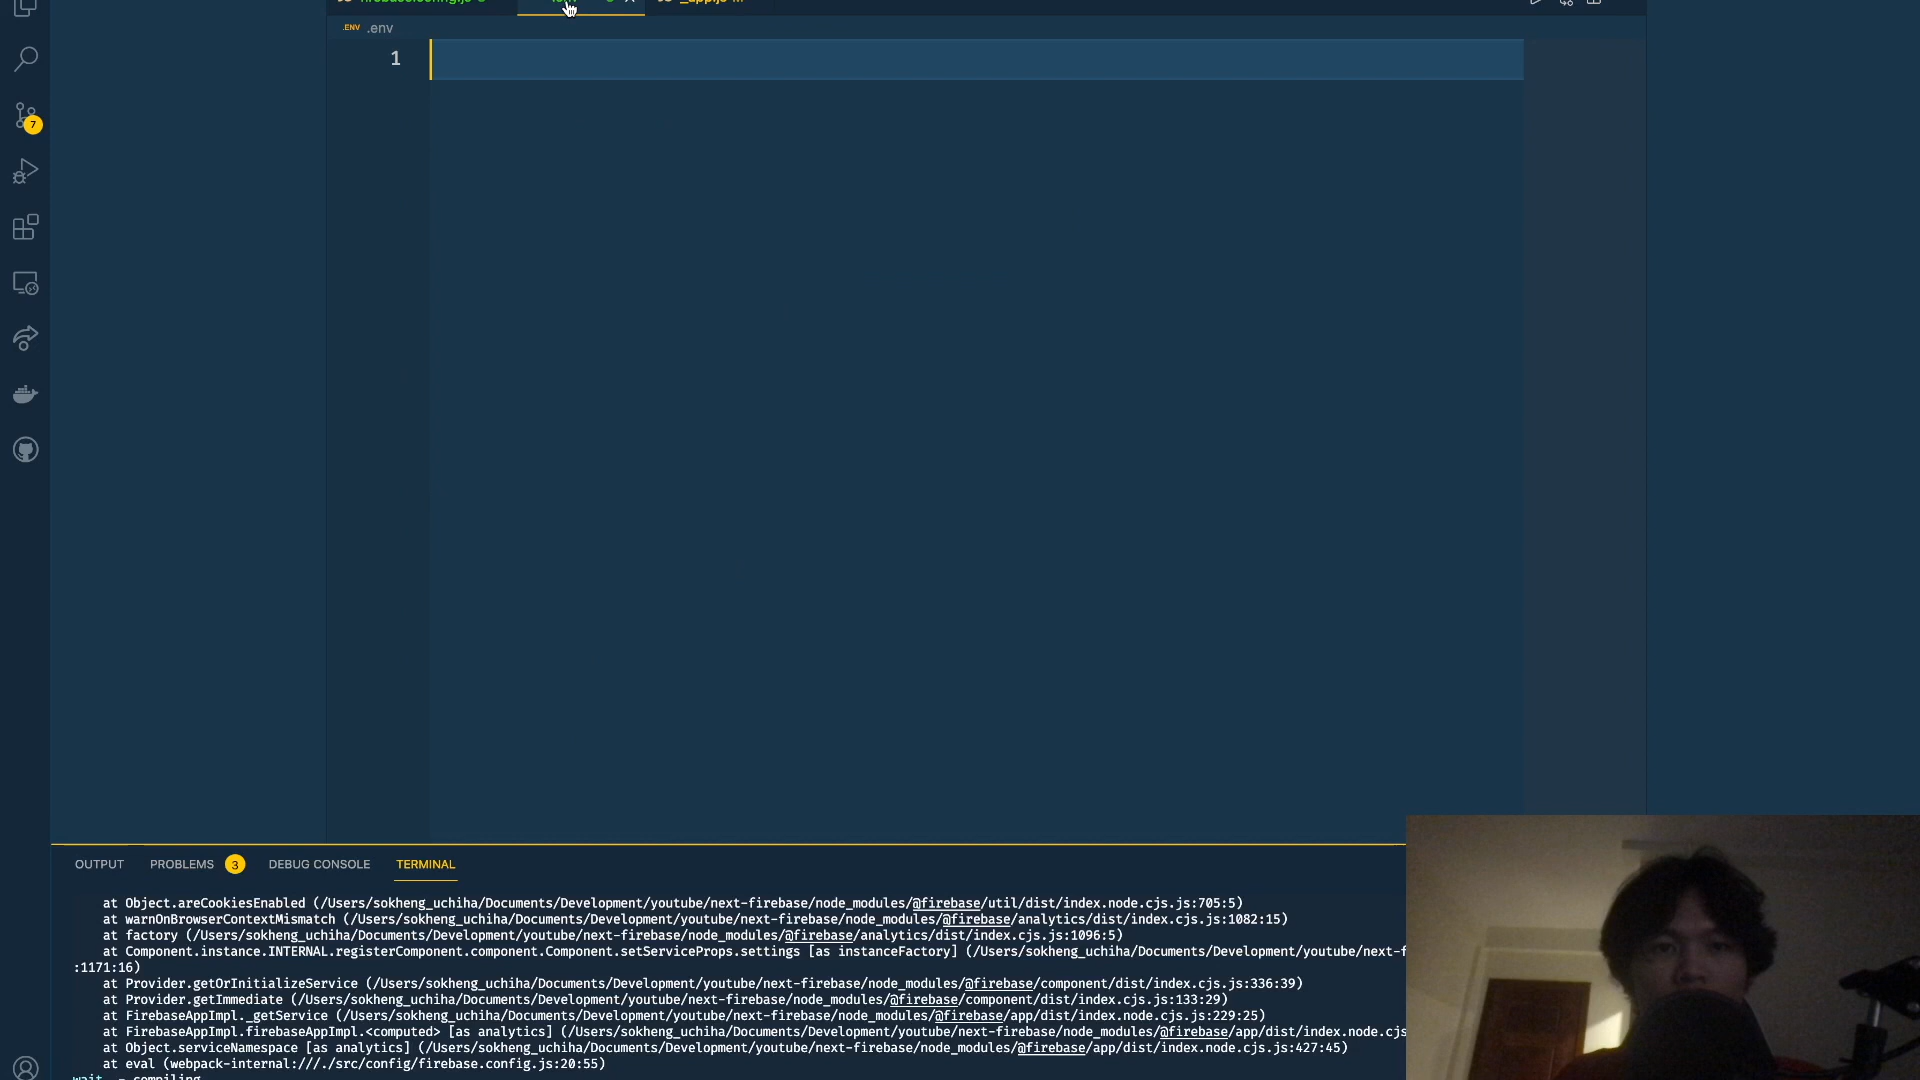 .ENV .env
1
7
OUTPUT PROBLEMS 3 DEBUG CONSOLE TERMINAL
at Object.areCookiesEnabled (/Users/sokheng_uchiha/Documents/Development/youtube/next-firebase/node_modules/@firebase/util/dist/index.node.cjs.js:705:5)
at warnOnBrowserContextMismatch (/Users/sokheng_uchiha/Documents/Development/youtube/next-firebase/node_modules/@firebase/analytics/dist/index.cjs.js:1082:15)
at factory (/Users/sokheng_uchiha/Documents/Development/youtube/next-firebase/node_modules/@firebase/analytics/dist/index.cjs.js:1096:5)
at Component.instance.INTERNAL.registerComponent.component.Component.setServiceProps.settings [as instanceFactory] (/Users/sokheng_uchiha/Documents/Development/youtube/next-f
:1171:16)
at Provider.getOrInitializeService (/Users/sokheng_uchiha/Documents/Development/youtube/next-firebase/node_modules/@firebase/component/dist/index.cjs.js:336:39)
at Provider.getImmediate (/Users/sokheng_uchiha/Documents/Development/youtube/next-firebase/node_modules/@firebase/component/dist/index.cjs.js:133:29)
at FirebaseAppImpl._getService (/Users/sokheng_uchiha/Documents/Development/youtube/next-firebase/node_modules/@firebase/app/dist/index.node.cjs.js:229:25)
at FirebaseAppImpl.firebaseAppImpl.<computed> [as analytics] (/Users/sokheng_uchiha/Documents/Development/youtube/next-firebase/node_modules/@firebase/app/dist/index.node.cjs
at Object.serviceNamespace [as analytics] (/Users/sokheng_uchiha/Documents/Development/youtube/next-firebase/node_modules/@firebase/app/dist/index.node.cjs.js:427:45)
at eval (webpack-internal:///./src/config/firebase.config.js:20:55)